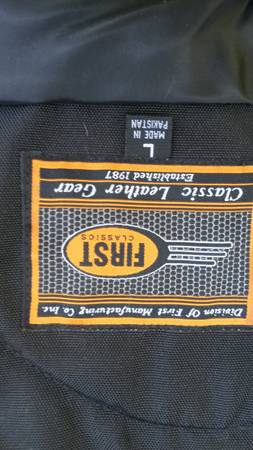 Division Of First Manufacturing Co. Inc.
FIRST
CLASSICS
Classic Leather Gear
Established 1987
L
MADE IN
PAKISTAN